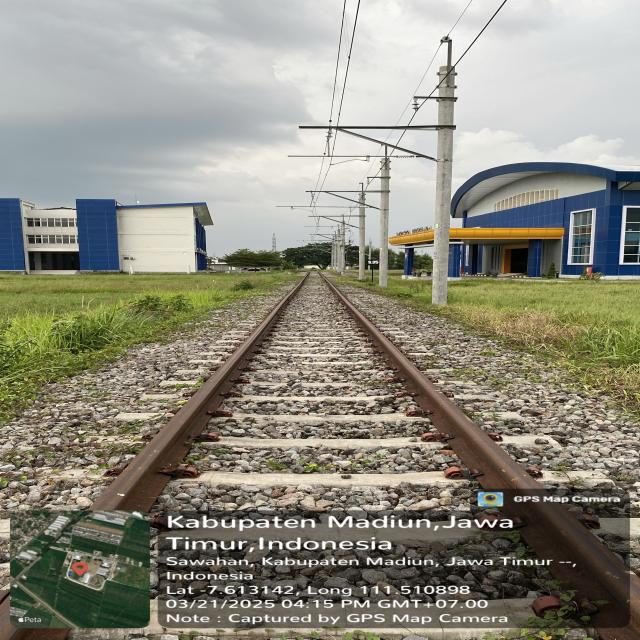 GPS Map Camera
Kabupaten Madiun,Jawa
Timur,Indonesia
Sawahan, Kabupaten Madiun, Jawa Timur --,
Indonesia
Lat -7.613142, Long 111.510898
03/21/2025 04:15 PM GMT+07.00
Note : Captured by GPS Map Camera
Peta